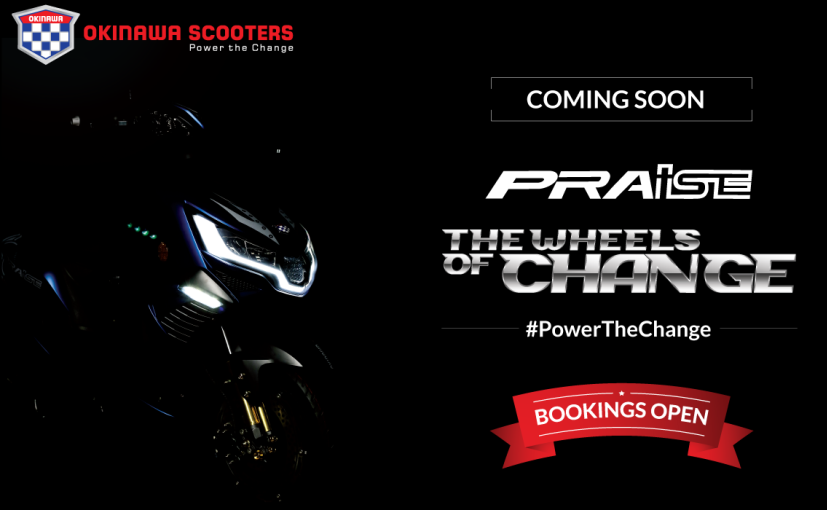 OKINAWA
OKINAWA SCOOTERS
Power the Change
COMING SOON
PRAiSE
THE WHEELS
OF CHANGE
#PowerTheChange
BOOKINGS OPEN